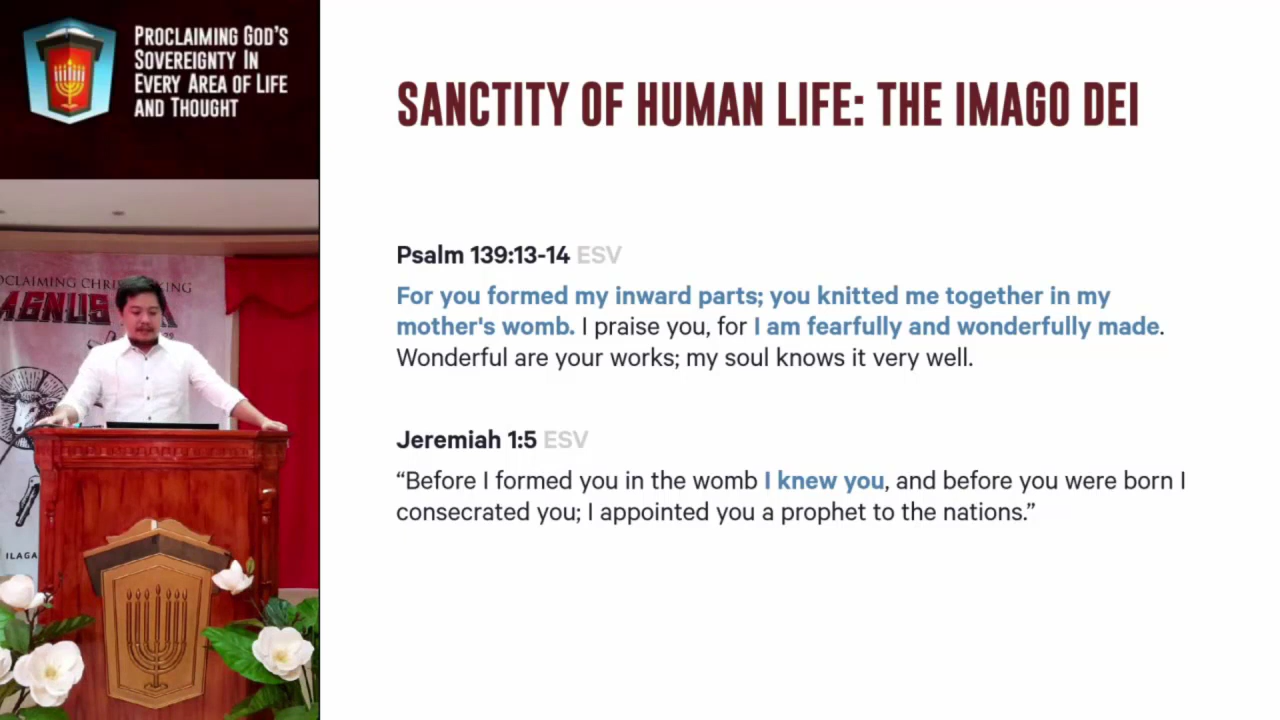 PROCLAIMING GOD'S
SOVEREIGNTY IN
EVERY AREA OF LIFE
AND THOUGHT
SANCTITY OF HUMAN LIFE: THE IMAGO DEI
Psalm 139:13-14 ESV
For you formed my inward parts; you knitted me together in my
mother's womb. I praise you, for I am fearfully and wonderfully made.
Wonderful are your works; my soul knows it very well.
Jeremiah 1:5 ESV
“Before I formed you in the womb I knew you, and before you were born I
consecrated you; I appointed you a prophet to the nations.”
ILAGA